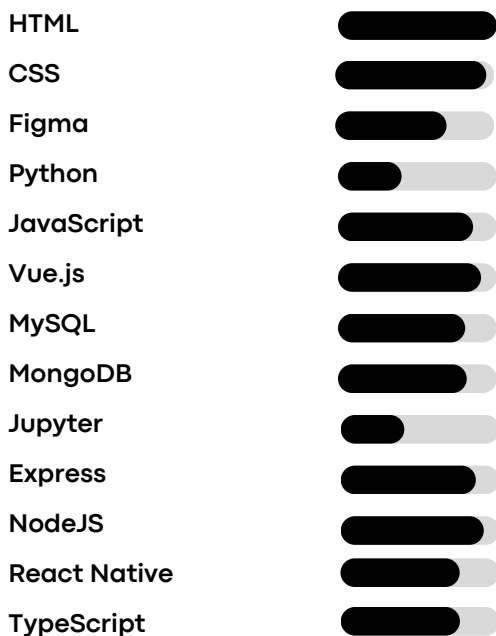 HTML
CSS
Figma
Python
JavaScript
Vue.js
MySQL
MongoDB
Jupyter
Express
NodeJS
React Native
TypeScript